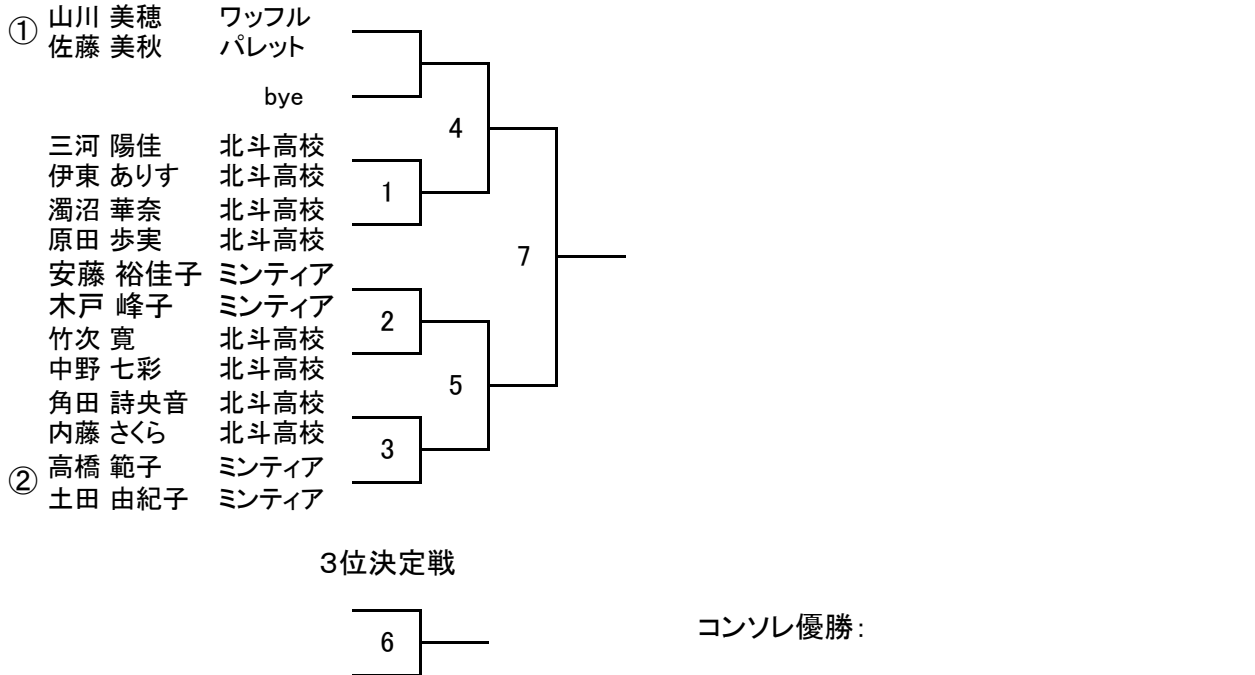 ① 山川 美穂 ワッフル
佐藤 美秋 パレット
bye
4
三河 陽佳 北斗高校
伊東 ありす 北斗高校
1
濁沼 華奈 北斗高校
原田 歩実 北斗高校
7
安藤 裕佳子 ミンティア
木戸 峰子 ミンティア
2
竹次 寛 北斗高校
中野 七彩 北斗高校
5
角田 詩央音 北斗高校
内藤 さくら 北斗高校
3
② 高橋 範子 ミンティア
土田 由紀子 ミンティア
３位決定戦
6
コンソレ優勝：